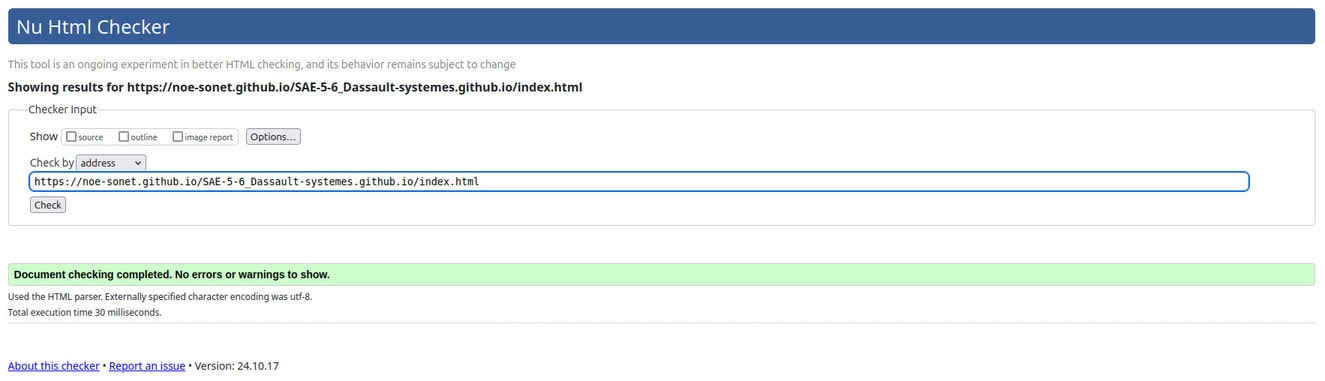 Nu Html Checker
This tool is an ongoing experiment in better HTML checking, and its behavior remains subject to change
Showing results for https://noe-sonet.github.io/SAE-5-6_Dassault-systemes.github.io/index.html
Checker Input
Show source outline image report Options...
Check by address
https://noe-sonet.github.io/SAE-5-6_Dassault-systemes.github.io/index.html
Check
Document checking completed. No errors or warnings to show.
Used the HTML parser. Externally specified character encoding was utf-8.
Total execution time 30 milliseconds.
About this checker • Report an issue • Version: 24.10.17